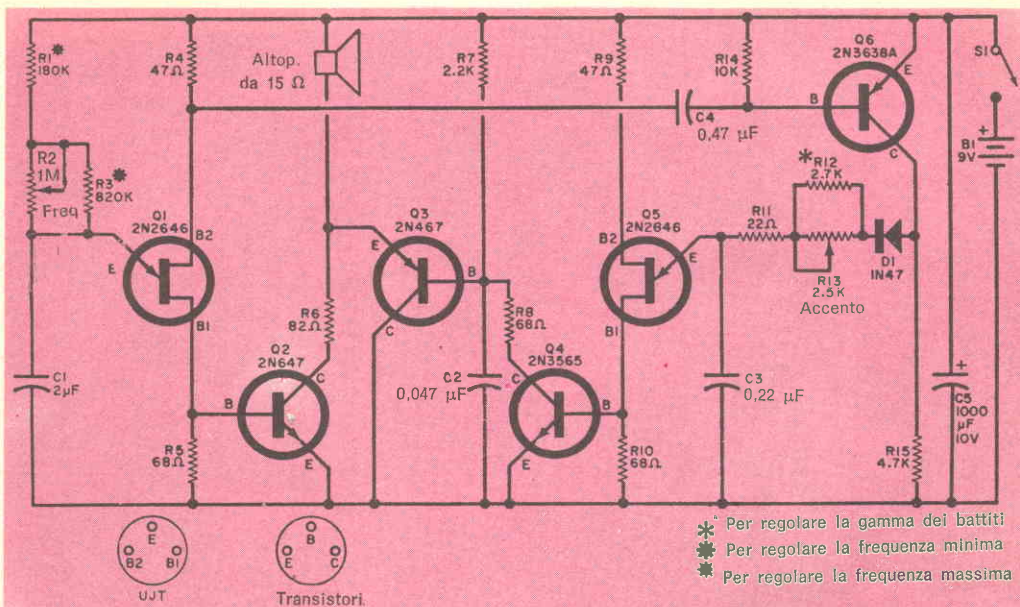 R1*
180K
R2
1M
Freq
R3*
820K
C1
2µF
Q1
2N2646
E
B2
B1
R4
47Ω
R5
68Ω
Altop.
da 15 Ω
Q2
2N647
B
C
E
R6
82Ω
Q3
2N467
E
B
C
R7
2.2K
R8
68Ω
C2
0,047 µF
Q4
2N3565
C
B
E
R9
47Ω
Q5
2N2646
B2
E
B1
R10
68Ω
C4
0,47 µF
R14
10K
R11
22Ω
*R12
2.7K
R13
2.5K
Accento
D1
1N47
C3
0,22 µF
Q6
2N3638A
E
B
C
R15
4.7K
C5
1000
µF
10V
+
S1
B1
9V
+
UJT
E
B2
B1
Transistori.
B
E
C
* Per regolare la gamma dei battiti
* Per regolare la frequenza minima
* Per regolare la frequenza massima